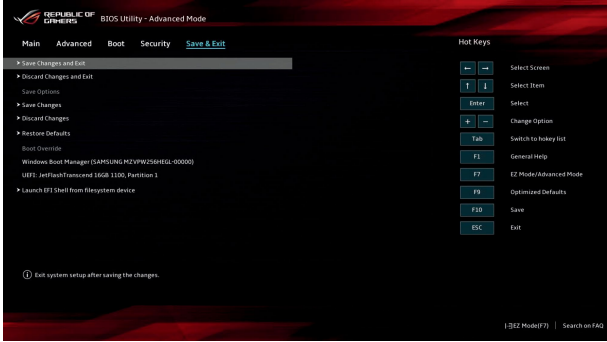 REPUBLIC OF
GAMERS
BIOS Utility - Advanced Mode
Main Advanced Boot Security Save & Exit
Hot Keys
Save Changes and Exit
Discard Changes and Exit
Save Options
Save Changes
Discard Changes
Restore Defaults
Boot Override
Windows Boot Manager (SAMSUNG MZVPW256HEGL-00000)
UEFI: JetFlashTranscend 16GB 1100, Partition 1
Launch EFI Shell from filesystem device
← → Select Screen
↑ ↓ Select Item
Enter Select
+ − Change Option
Tab Switch to hokey list
F1 General Help
F7 EZ Mode/Advanced Mode
F9 Optimized Defaults
F10 Save
ESC Exit
Exit system setup after saving the changes.
EZ Mode(F7) | Search on FAQ